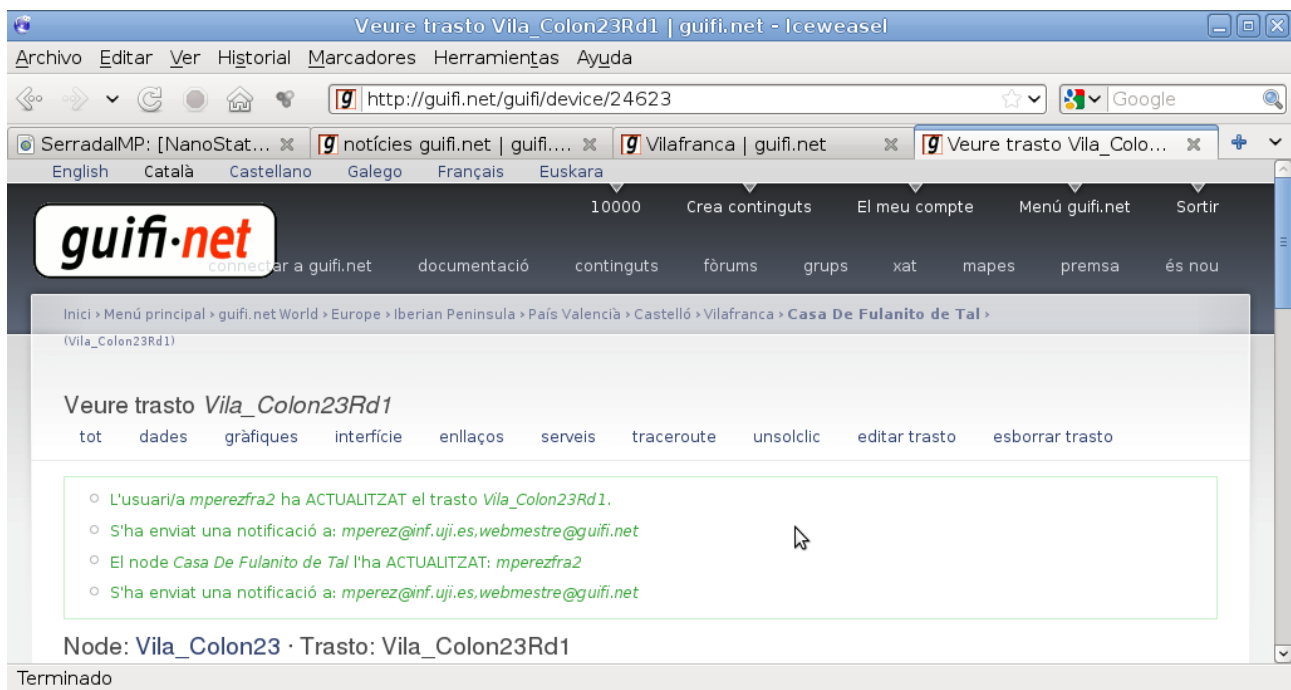 Veure trasto Vila_Colon23Rd1 | guifi.net - Iceweasel
Archivo Editar Ver Historial Marcadores Herramientas Ayuda
http://guifi.net/guifi/device/24623 Google
SerradaIMP: [NanoStat... notícies guifi.net | guifi.... Vilafranca | guifi.net Veure trasto Vila_Colo...
English Català Castellano Galego Français Euskara
10000 Crea continguts El meu compte Menú guifi.net Sortir
guifi·net
connectar a guifi.net documentació continguts fòrums grups xat mapes premsa és nou
Inici › Menú principal › guifi.net World › Europe › Iberian Peninsula › País Valencià › Castelló › Vilafranca › Casa De Fulanito de Tal ›
(Vila_Colon23Rd1)
Veure trasto Vila_Colon23Rd1
tot dades gràfiques interfície enllaços serveis traceroute unsolclic editar trasto esborrar trasto
L'usuari/a mperezfra2 ha ACTUALITZAT el trasto Vila_Colon23Rd1.
S'ha enviat una notificació a: mperez@inf.uji.es,webmestre@guifi.net
El node Casa De Fulanito de Tal l'ha ACTUALITZAT: mperezfra2
S'ha enviat una notificació a: mperez@inf.uji.es,webmestre@guifi.net
Node: Vila_Colon23 · Trasto: Vila_Colon23Rd1
Terminado